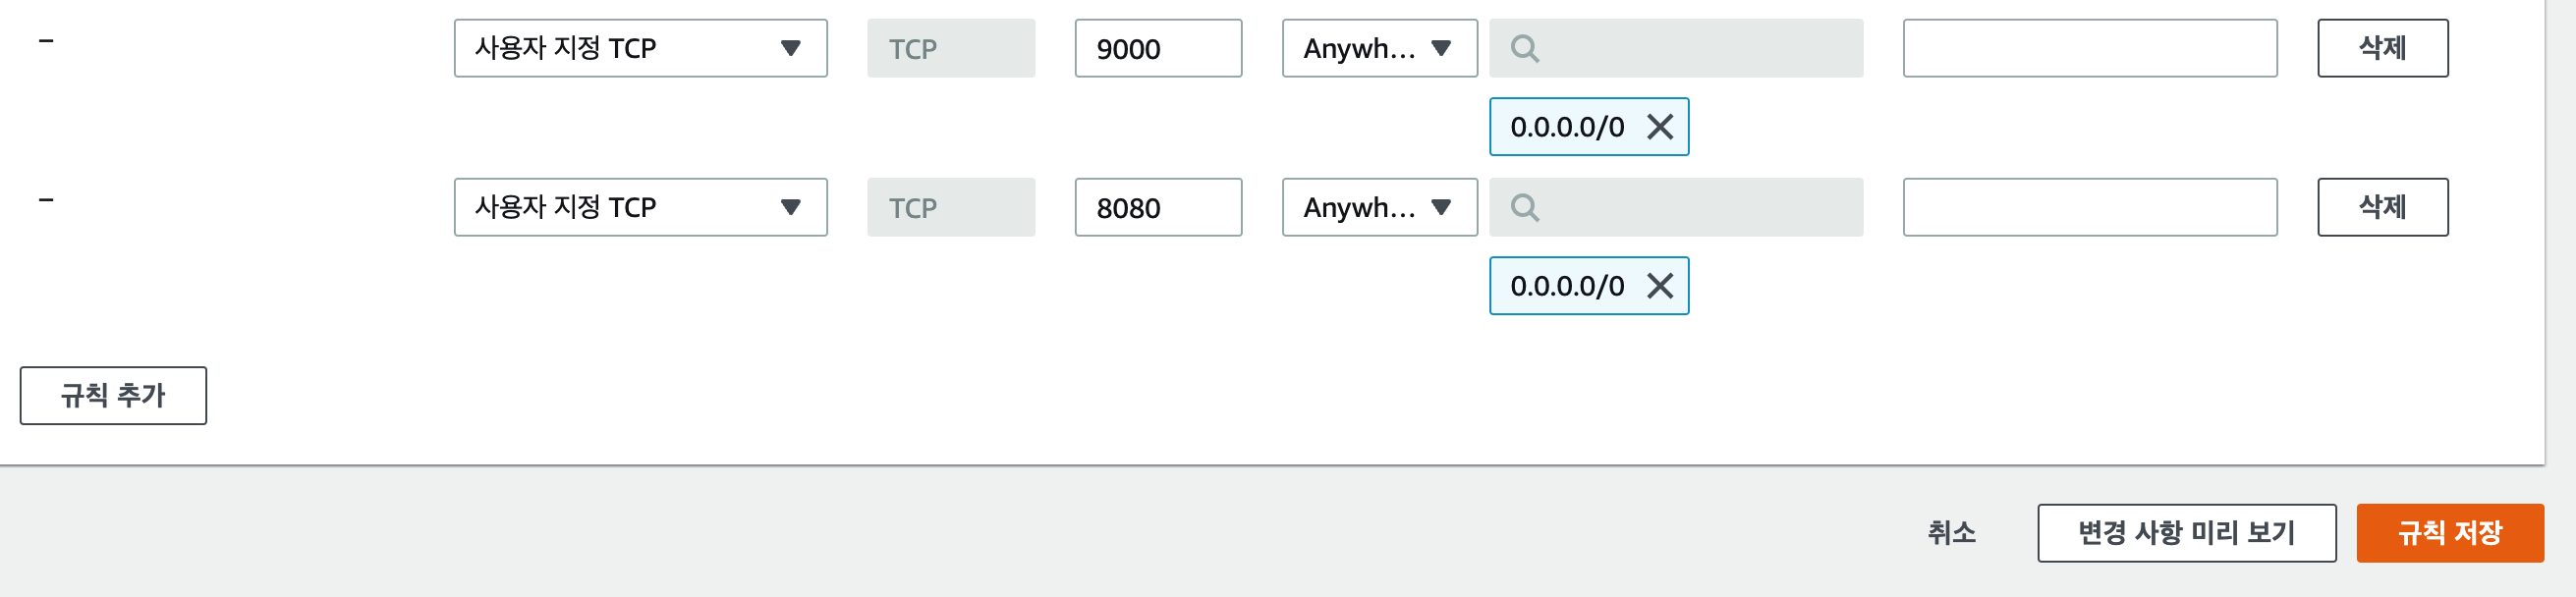 – 사용자 지정 TCP TCP 9000 Anywh... 삭제
0.0.0.0/0
– 사용자 지정 TCP TCP 8080 Anywh... 삭제
0.0.0.0/0
규칙 추가
취소 변경 사항 미리 보기 규칙 저장